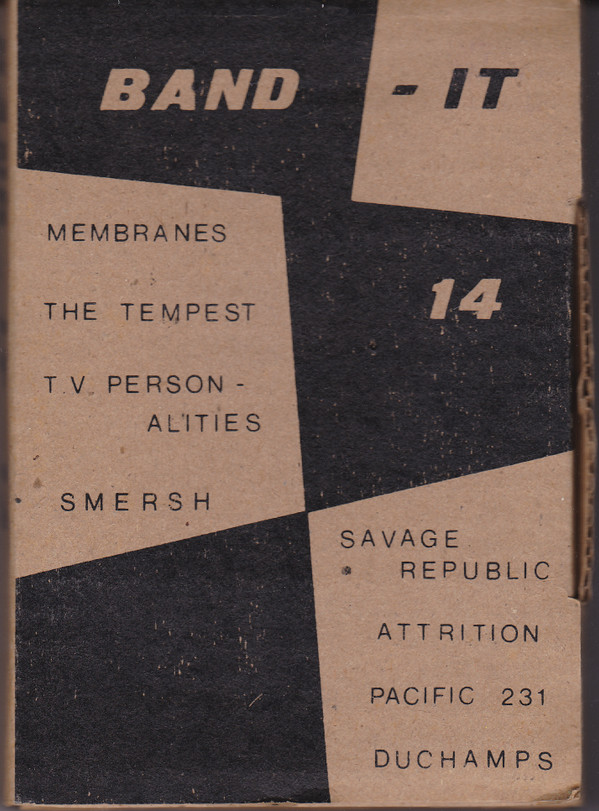 BAND - IT
14
MEMBRANES
THE TEMPEST
T.V. PERSON -
ALITIES
SMERSH
SAVAGE
REPUBLIC
ATTRITION
PACIFIC 231
DUCHAMPS